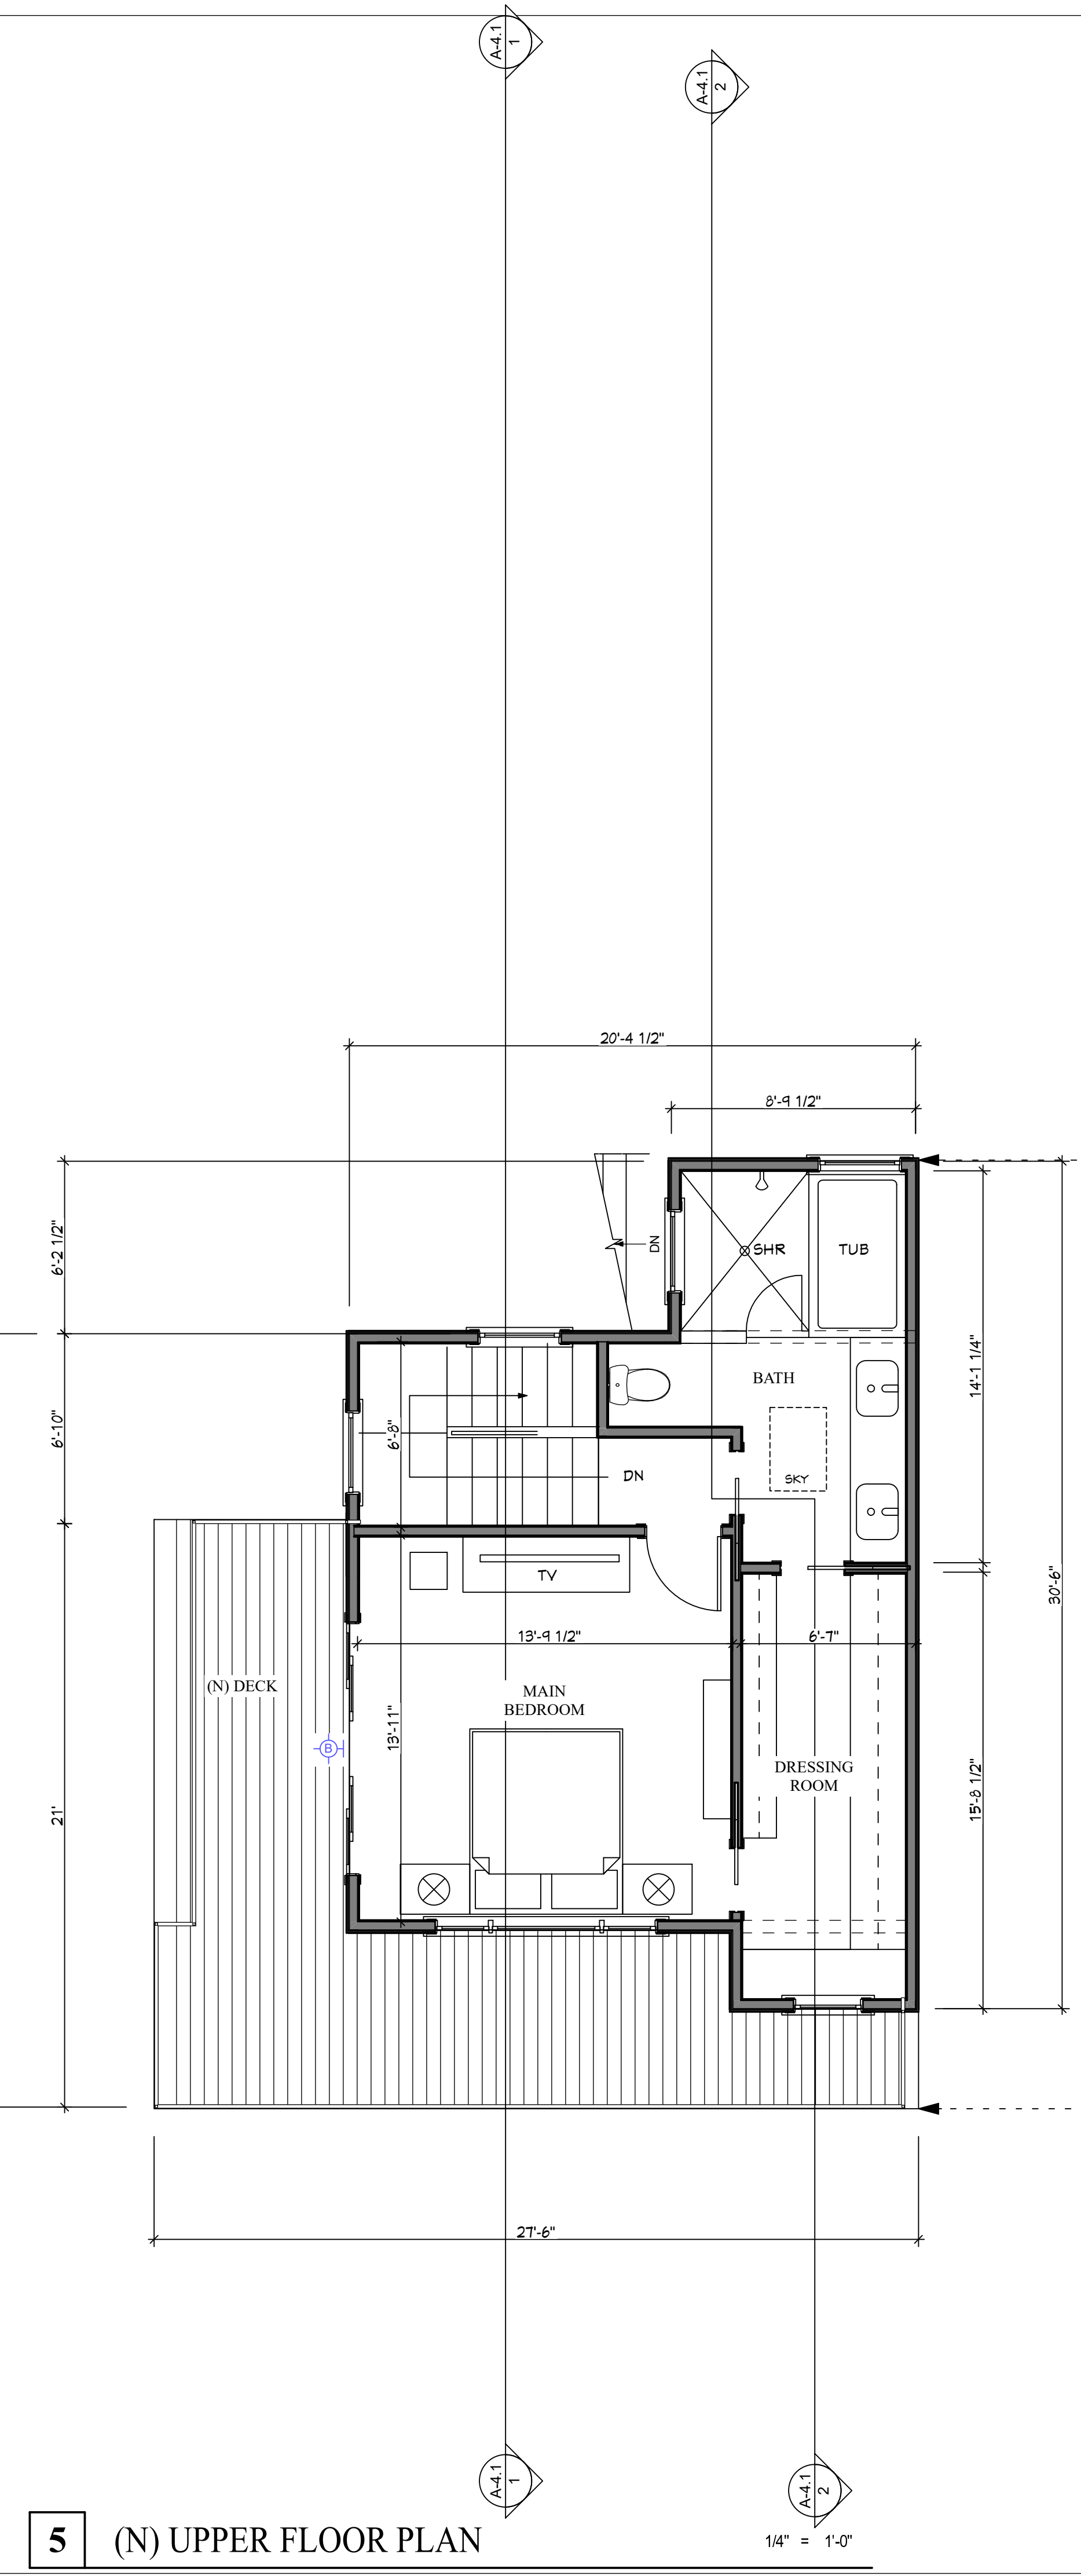 A-4.1
1
A-4.1
2
20'-4 1/2"
8'-9 1/2"
6'-2 1/2"
DN
SHR
TUB
14'-1 1/4"
BATH
6'-10"
6'-8"
DN
SKY
30'-6"
TV
13'-9 1/2"
6'-7"
(N) DECK
MAIN
BEDROOM
13'-11"
B
DRESSING
ROOM
15'-8 1/2"
21'
27'-6"
A-4.1
1
A-4.1
2
5
(N) UPPER FLOOR PLAN
1/4" = 1'-0"